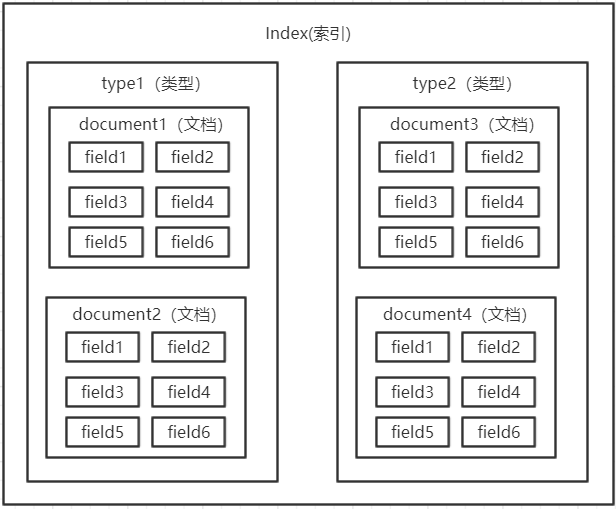 Index(索引)
type1（类型）
document1（文档）
field1 field2
field3 field4
field5 field6
document2（文档）
field1 field2
field3 field4
field5 field6
type2（类型）
document3（文档）
field1 field2
field3 field4
field5 field6
document4（文档）
field1 field2
field3 field4
field5 field6